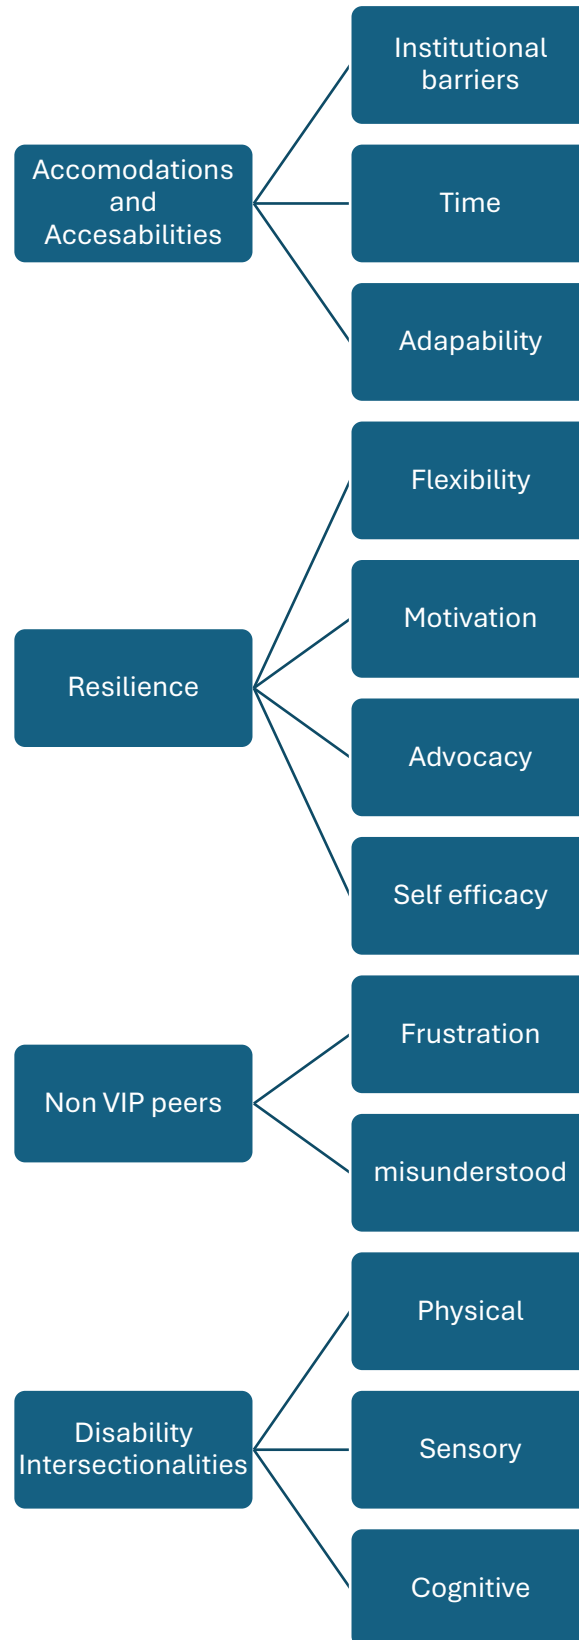 Accomodations
and
Accesabilities
Institutional
barriers
Time
Adapability
Resilience
Flexibility
Motivation
Advocacy
Self efficacy
Non VIP peers
Frustration
misunderstood
Disability
Intersectionalities
Physical
Sensory
Cognitive